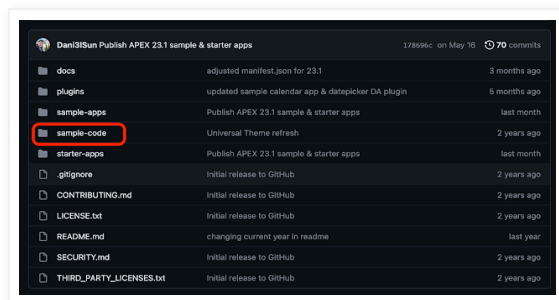 Dani3lSun Publish APEX 23.1 sample & starter apps 178696c on May 16 70 commits
docs adjusted manifest.json for 23.1 3 months ago
plugins updated sample calendar app & datepicker DA plugin 5 months ago
sample-apps Publish APEX 23.1 sample & starter apps last month
sample-code Universal Theme refresh 2 years ago
starter-apps Publish APEX 23.1 sample & starter apps last month
.gitignore Initial release to GitHub 2 years ago
CONTRIBUTING.md Initial release to GitHub 2 years ago
LICENSE.txt Initial release to GitHub 2 years ago
README.md changing current year in readme last year
SECURITY.md Initial release to GitHub 2 years ago
THIRD_PARTY_LICENSES.txt Initial release to GitHub 2 years ago